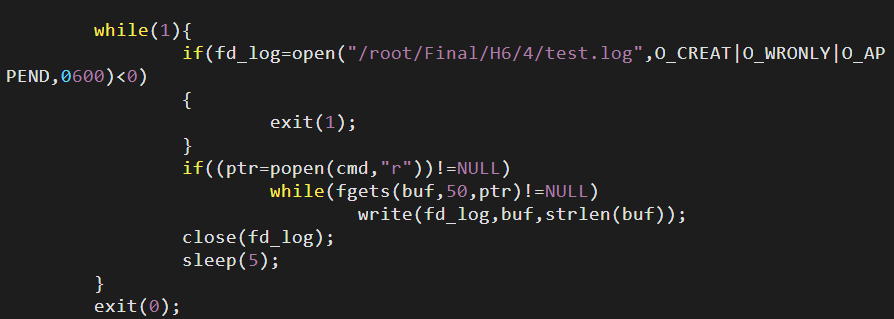 while(1){
if(fd_log=open("/root/Final/H6/4/test.log",O_CREAT|O_WRONLY|O_AP
PEND,0600)<0)
{
exit(1);
}
if((ptr=popen(cmd,"r"))!=NULL)
while(fgets(buf,50,ptr)!=NULL)
write(fd_log,buf,strlen(buf));
close(fd_log);
sleep(5);
}
exit(0);